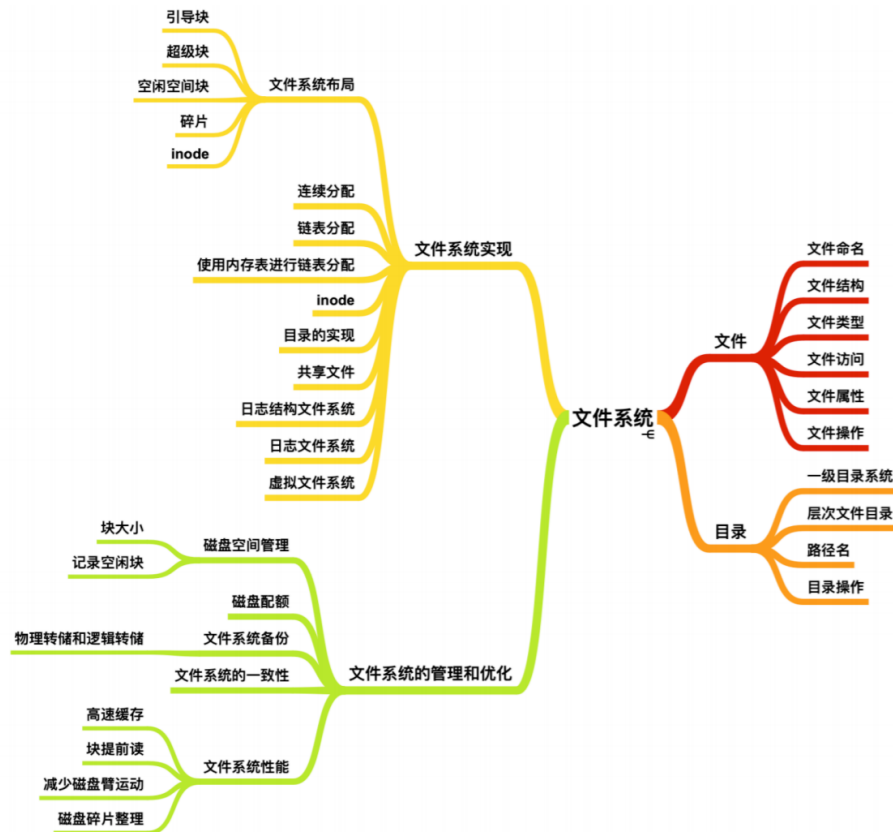 文件系统
文件
文件命名
文件结构
文件类型
文件访问
文件属性
文件操作
目录
一级目录系统
层次文件目录
路径名
目录操作
文件系统实现
文件系统布局
引导块
超级块
空闲空间块
碎片
inode
连续分配
链表分配
使用内存表进行链表分配
inode
目录的实现
共享文件
日志结构文件系统
日志文件系统
虚拟文件系统
文件系统的管理和优化
磁盘空间管理
块大小
记录空闲块
磁盘配额
文件系统备份
物理转储和逻辑转储
文件系统的一致性
文件系统性能
高速缓存
块提前读
减少磁盘臂运动
磁盘碎片整理